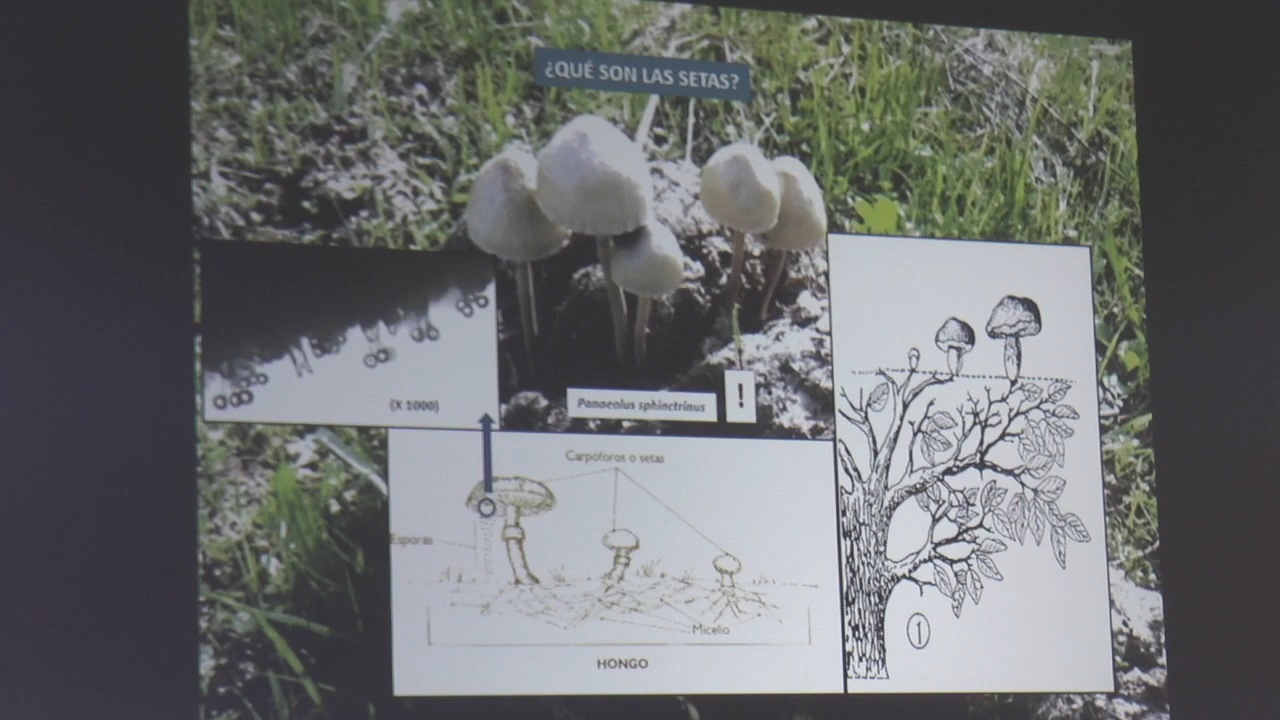 ¿QUÉ SON LAS SETAS?
(X 1000)
Panaeolus sphinctrinus
!
Carpóforos o setas
Esporas
Micelio
HONGO
1